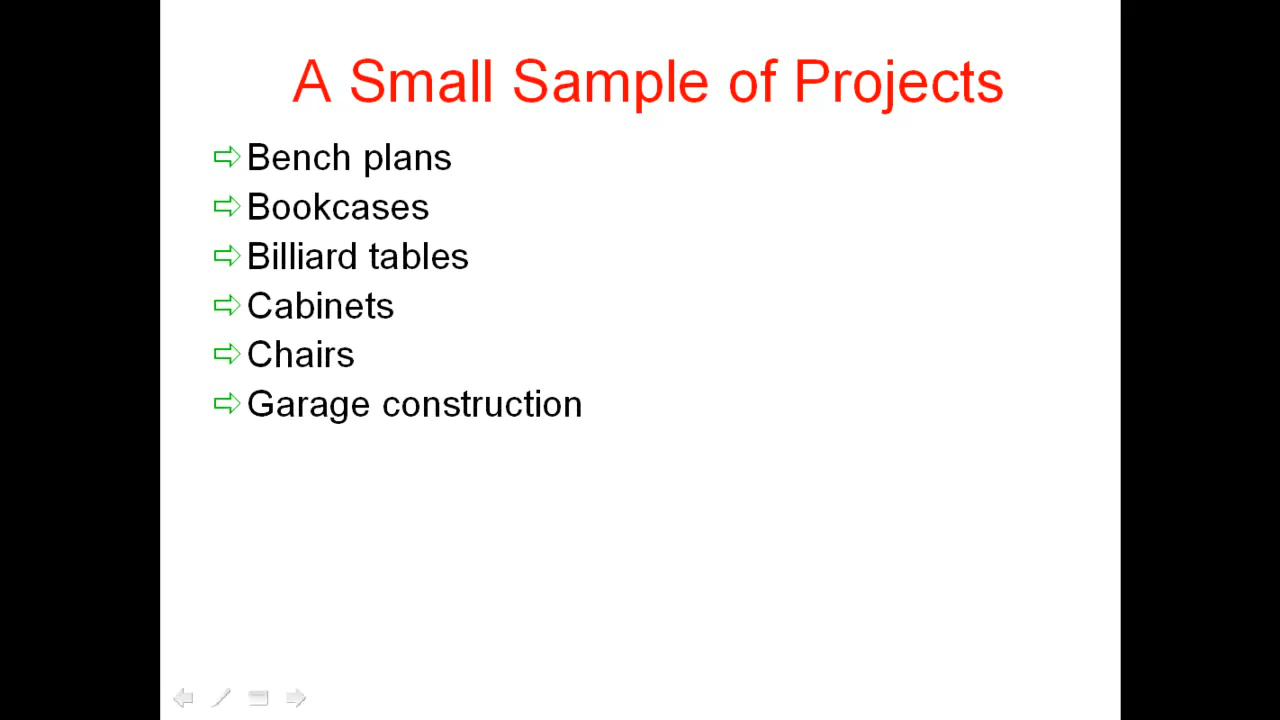 A Small Sample of Projects
Bench plans
Bookcases
Billiard tables
Cabinets
Chairs
Garage construction